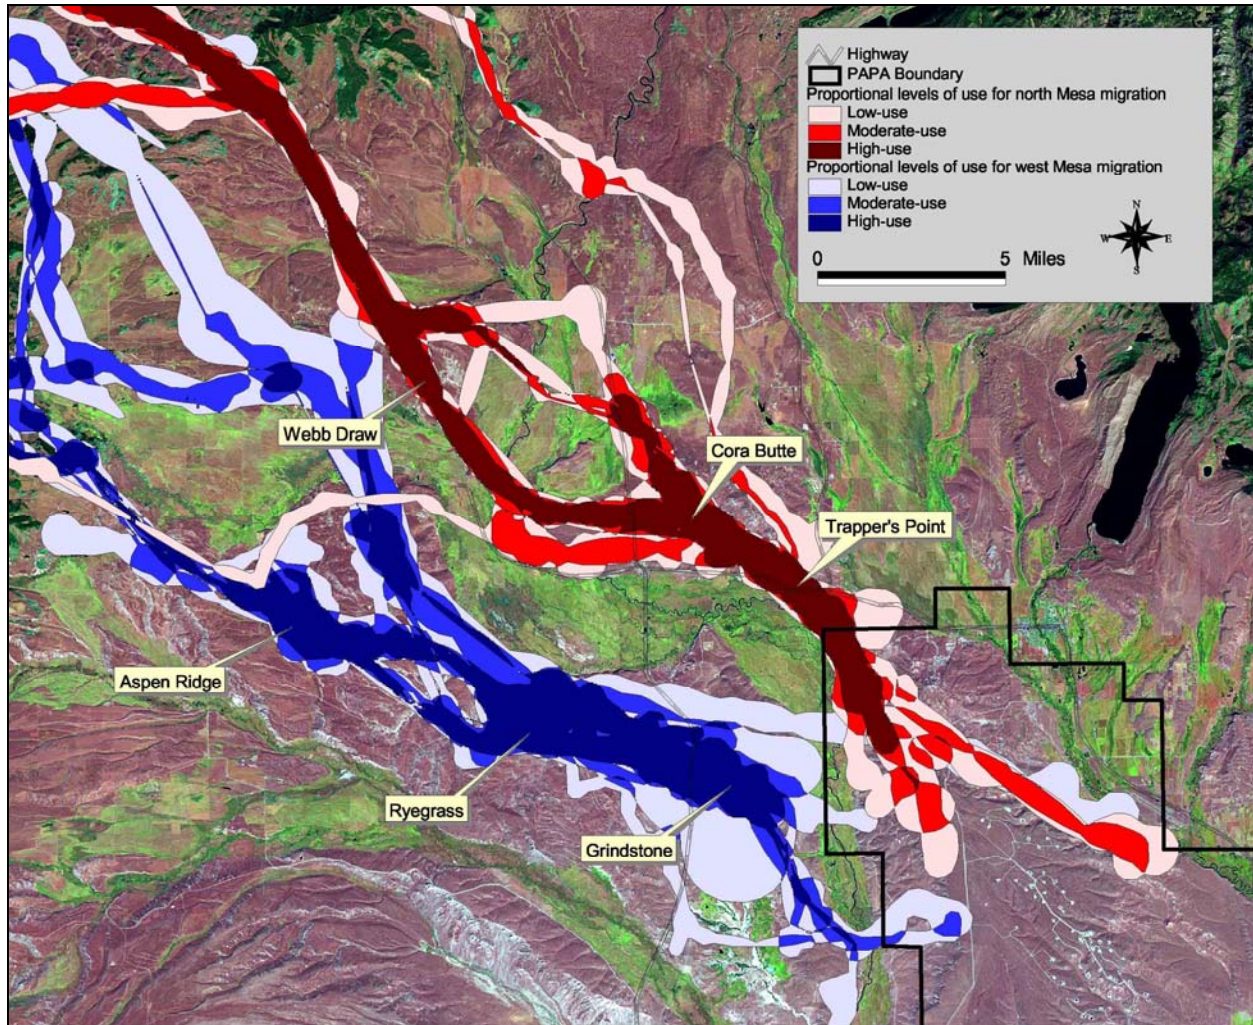 Highway
PAPA Boundary
Proportional levels of use for north Mesa migration
Low-use
Moderate-use
High-use
Proportional levels of use for west Mesa migration
Low-use
Moderate-use
High-use
N
W E
S
0 5 Miles
Webb Draw
Cora Butte
Trapper's Point
Aspen Ridge
Ryegrass
Grindstone